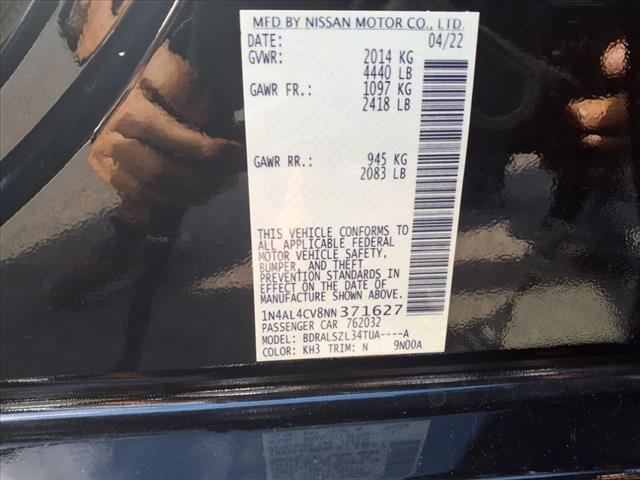 MFD BY NISSAN MOTOR CO., LTD.
DATE: 04/22
GVWR: 2014 KG
4440 LB
GAWR FR.: 1097 KG
2418 LB
GAWR RR.: 945 KG
2083 LB
THIS VEHICLE CONFORMS TO
ALL APPLICABLE FEDERAL
MOTOR VEHICLE SAFETY,
BUMPER, AND THEFT
PREVENTION STANDARDS IN
EFFECT ON THE DATE OF
MANUFACTURE SHOWN ABOVE.
1N4AL4CV8NN371627
PASSENGER CAR 762032
MODEL: BDRALSZL34TUA----A
COLOR: KH3 TRIM: N 9N00A